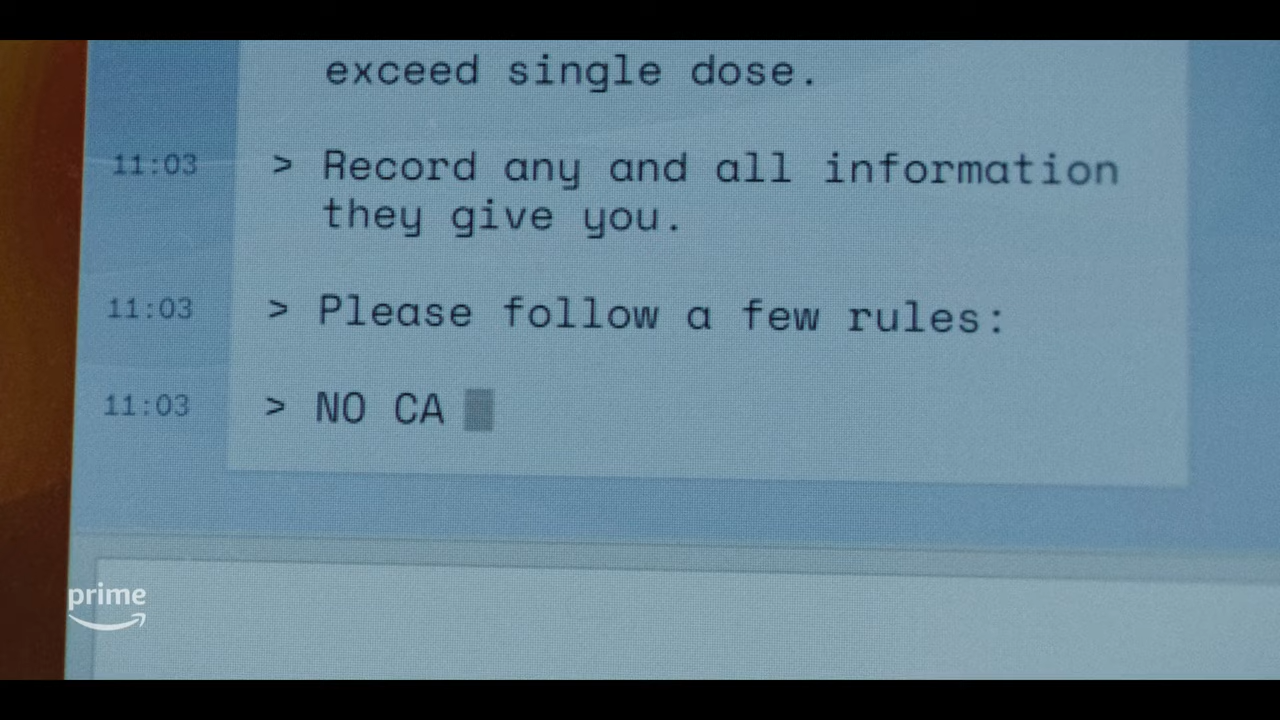 exceed single dose.
11:03 > Record any and all information
they give you.
11:03 > Please follow a few rules:
11:03 > NO CA
prime